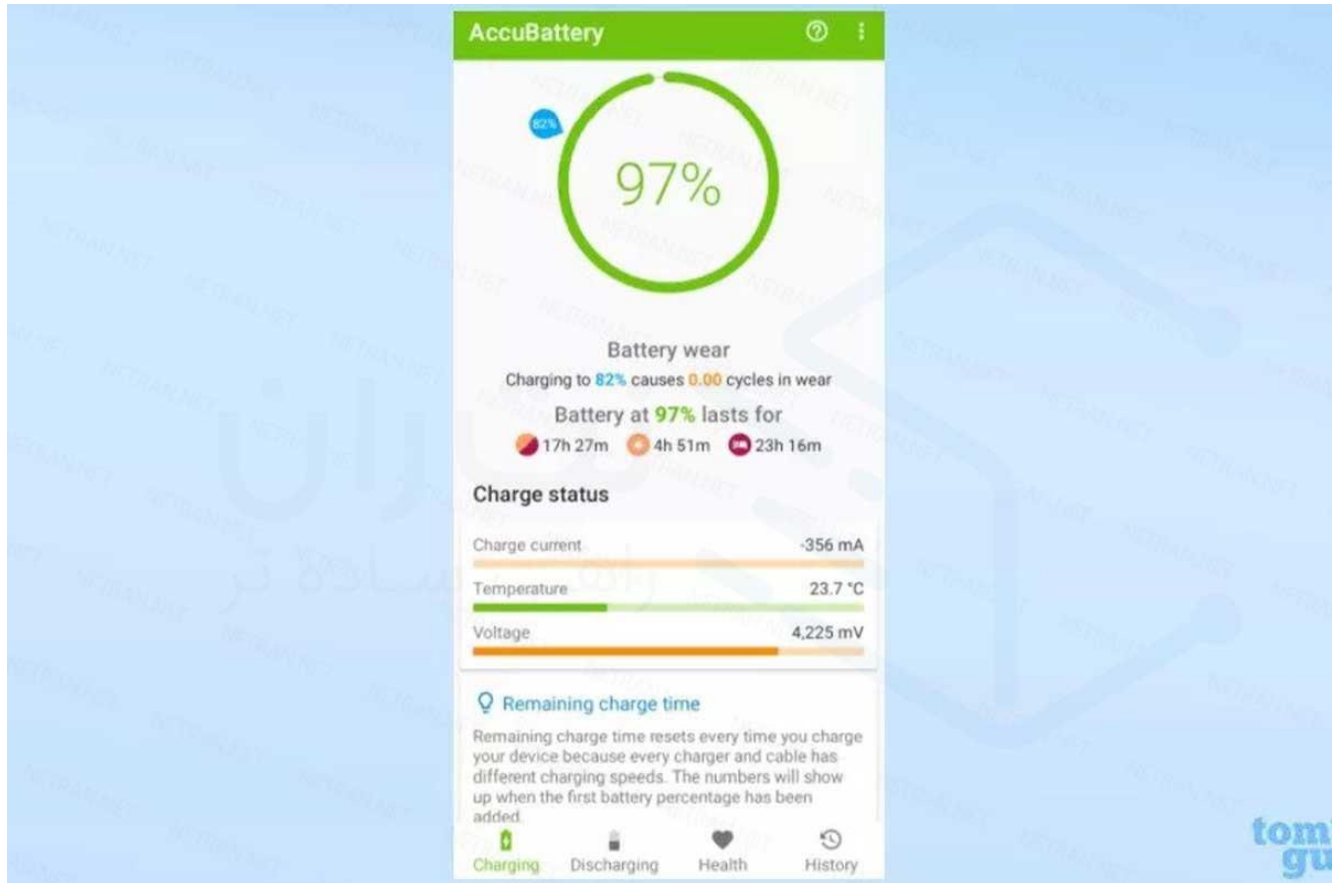 AccuBattery
82%
97%
Battery wear
Charging to 82% causes 0.00 cycles in wear
Battery at 97% lasts for
17h 27m 4h 51m 23h 16m
Charge status
Charge current -356 mA
Temperature 23.7 °C
Voltage 4,225 mV
Remaining charge time
Remaining charge time resets every time you charge
your device because every charger and cable has
different charging speeds. The numbers will show
up when the first battery percentage has been
added.
Charging Discharging Health History
NETRAN.NET